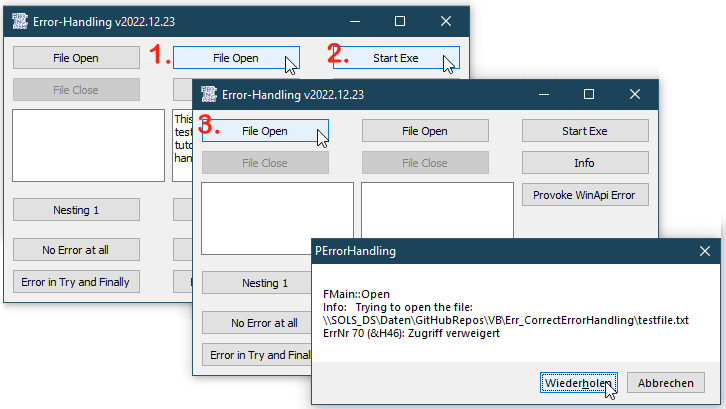 Error-Handling v2022.12.23
File Open
1.
File Open
2.
Start Exe
File Close
This
test
tuto
han
Nesting 1
No Error at all
Error in Try and Finally
Error-Handling v2022.12.23
3.
File Open
File Open
Start Exe
File Close
File Close
Info
Provoke WinApi Error
Nesting 1
No Error at all
Error in Try and Finall
PErrorHandling
FMain::Open
Info: Trying to open the file:
\\SOLS_DS\Daten\GitHubRepos\VB\Err_CorrectErrorHandling\testfile.txt
ErrNr 70 (&H46): Zugriff verweigert
Wiederholen
Abbrechen